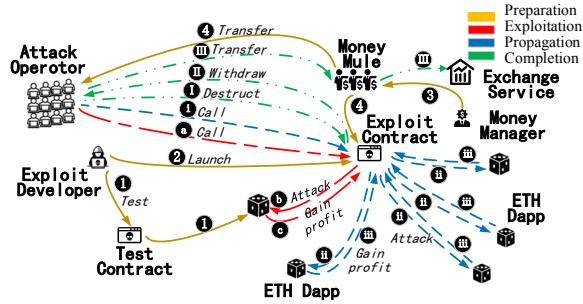 Preparation
Exploitation
Propagation
Completion
4 Transfer
III Transfer
II Withdraw
I Destruct
i Call
a Call
Attack
Operator
Money
Mule
III
Exchange
Service
3
Money
Manager
4
Exploit
Contract
2 Launch
Exploit
Developer
1
Test
Test
Contract
1
b Attack
c Gain
profit
iii
ii
ii
iii
ETH
Dapp
ii
Attack
iii
ii
iii
Gain
profit
ETH Dapp